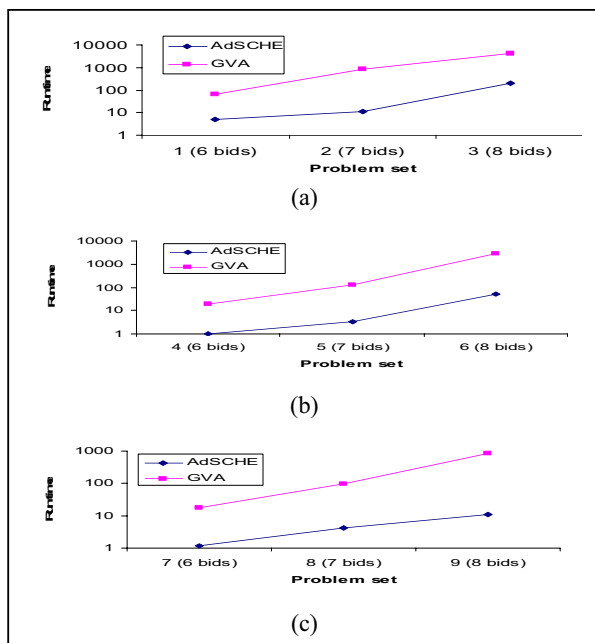 10000
1000
100
10
1
Runtime
AdSCHE
GVA
1 (6 bids) 2 (7 bids) 3 (8 bids)
Problem set
(a)
10000
1000
100
10
1
Runtime
AdSCHE
GVA
4 (6 bids) 5 (7 bids) 6 (8 bids)
Problem set
(b)
1000
100
10
1
Runtime
AdSCHE
GVA
7 (6 bids) 8 (7 bids) 9 (8 bids)
Problem set
(c)